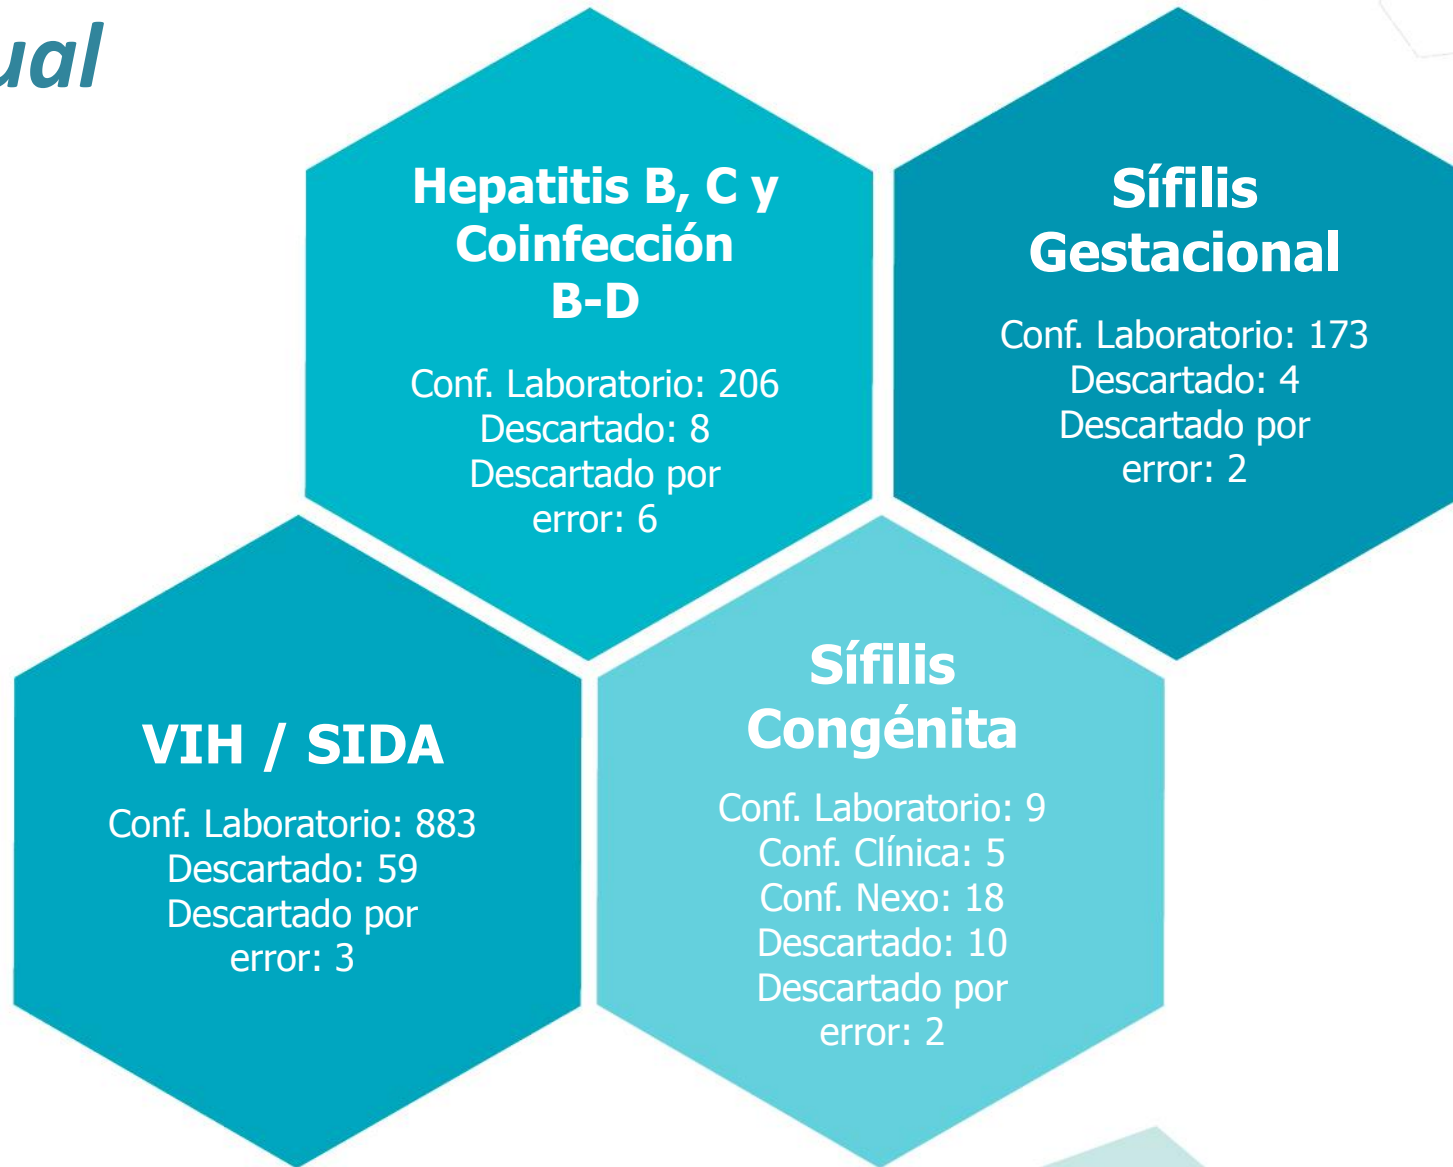 ual
Hepatitis B, C y
Coinfección
B-D
Conf. Laboratorio: 206
Descartado: 8
Descartado por
error: 6
Sífilis
Gestacional
Conf. Laboratorio: 173
Descartado: 4
Descartado por
error: 2
VIH / SIDA
Conf. Laboratorio: 883
Descartado: 59
Descartado por
error: 3
Sífilis
Congénita
Conf. Laboratorio: 9
Conf. Clínica: 5
Conf. Nexo: 18
Descartado: 10
Descartado por
error: 2